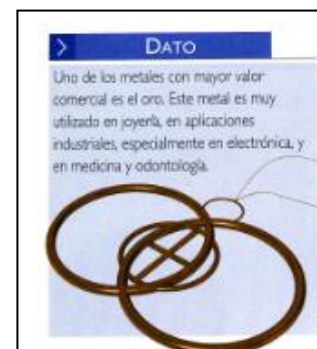 > DATO
Uno de los metales con mayor valor
comercial es el oro. Este metal es muy
utilizado en joyería, en aplicaciones
industriales, especialmente en electrónica, y
en medicina y odontología.